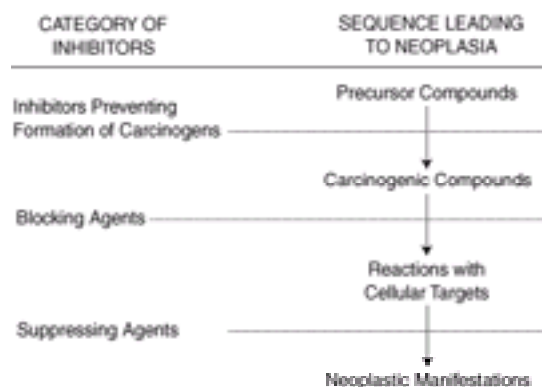 CATEGORY OF
INHIBITORS
SEQUENCE LEADING
TO NEOPLASIA
Precursor Compounds
Inhibitors Preventing
Formation of Carcinogens
Carcinogenic Compounds
Blocking Agents
Reactions with
Cellular Targets
Suppressing Agents
Neoplastic Manifestations